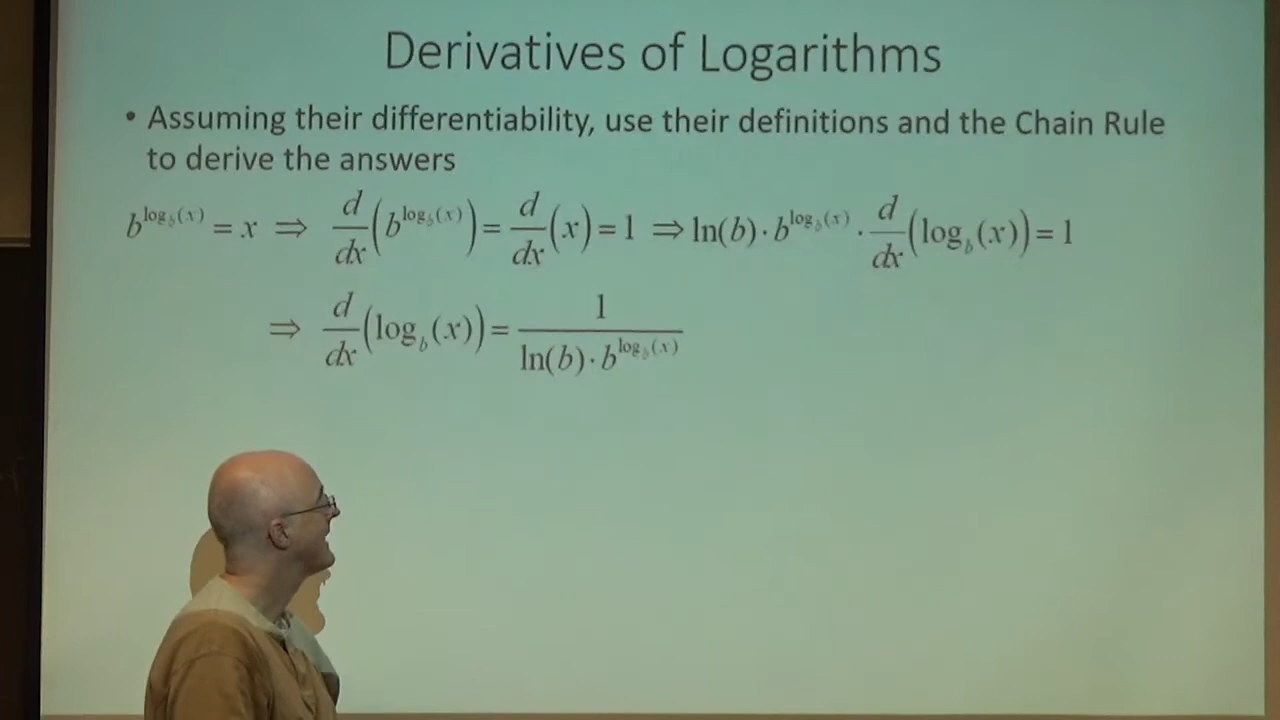 Derivatives of Logarithms
• Assuming their differentiability, use their definitions and the Chain Rule
to derive the answers
b^{log_b(x)} = x ⇒ d/dx (b^{log_b(x)}) = d/dx (x) = 1 ⇒ ln(b) · b^{log_b(x)} · d/dx (log_b(x)) = 1
⇒ d/dx (log_b(x)) = 1 / (ln(b) · b^{log_b(x)})